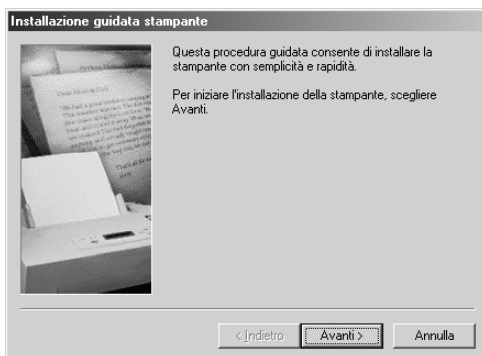 Installazione guidata stampante
Questa procedura guidata consente di installare la
stampante con semplicità e rapidità.
Per iniziare l'installazione della stampante, scegliere
Avanti.
< Indietro
Avanti >
Annulla